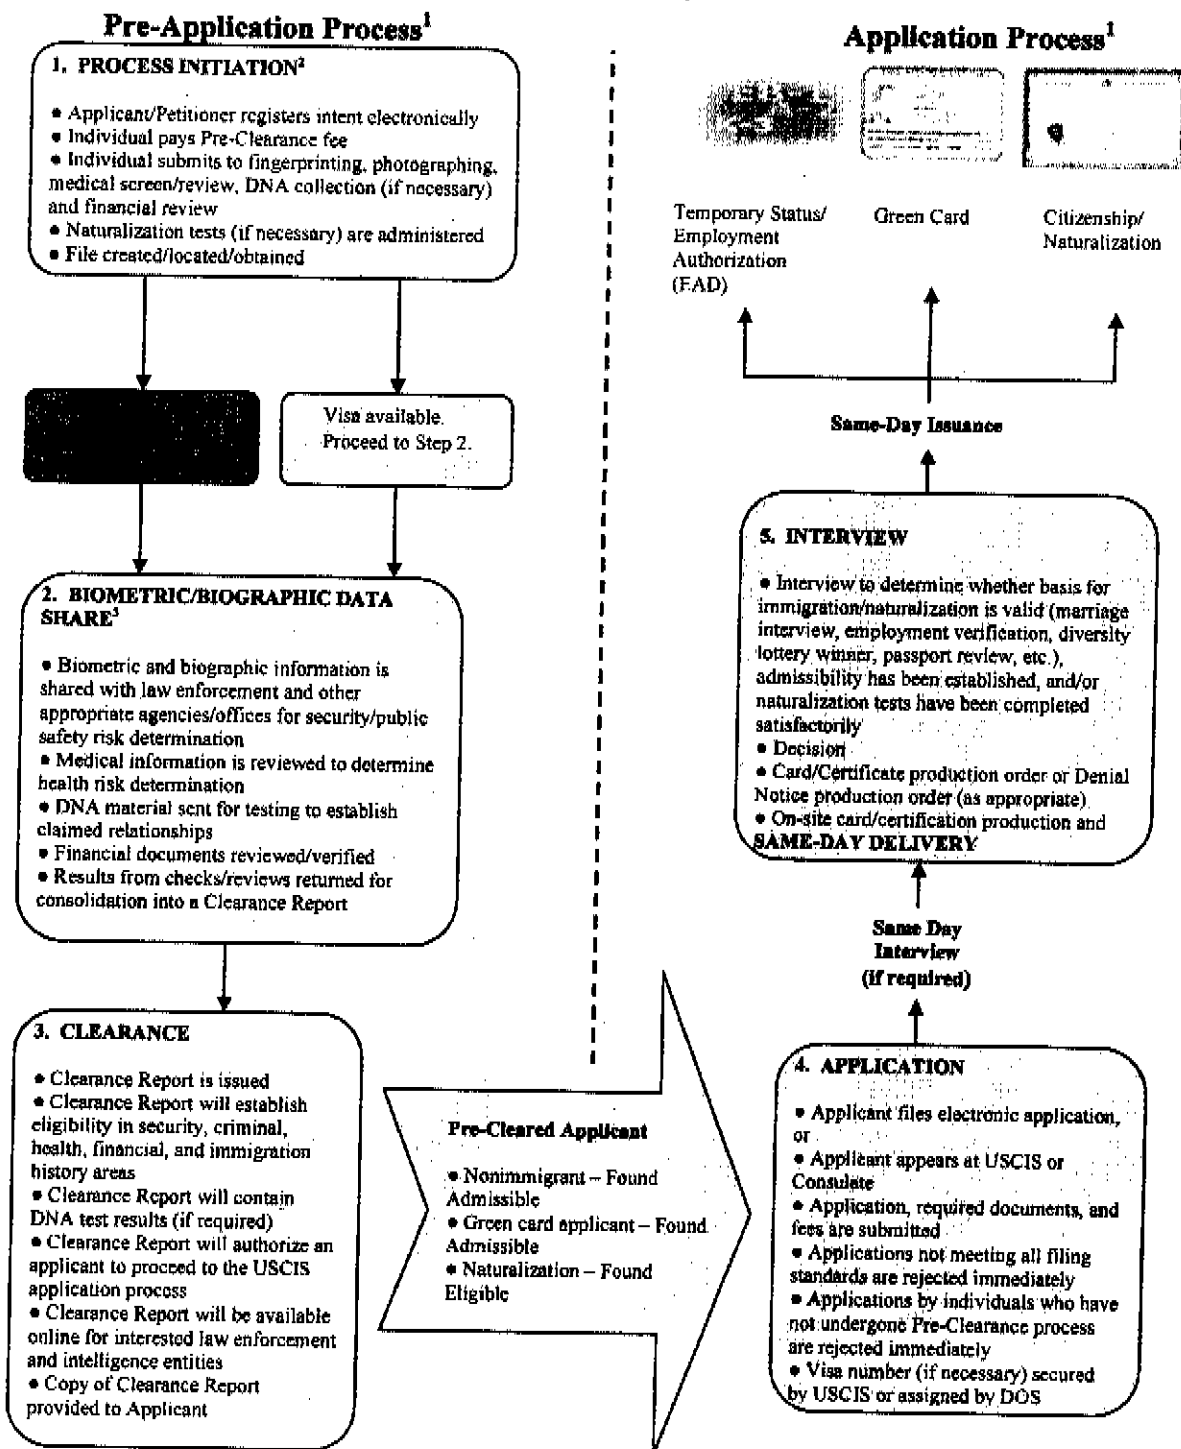 Pre-Application Process¹
1. PROCESS INITIATION²
● Applicant/Petitioner registers intent electronically
● Individual pays Pre-Clearance fee
● Individual submits to fingerprinting, photographing,
medical screen/review, DNA collection (if necessary)
and financial review
● Naturalization tests (if necessary) are administered
● File created/located/obtained
Visa available.
Proceed to Step 2.
2. BIOMETRIC/BIOGRAPHIC DATA
SHARE³
● Biometric and biographic information is
shared with law enforcement and other
appropriate agencies/offices for security/public
safety risk determination
● Medical information is reviewed to determine
health risk determination
● DNA material sent for testing to establish
claimed relationships
● Financial documents reviewed/verified
● Results from checks/reviews returned for
consolidation into a Clearance Report
3. CLEARANCE
● Clearance Report is issued
● Clearance Report will establish
eligibility in security, criminal,
health, financial, and immigration
history areas
● Clearance Report will contain
DNA test results (if required)
● Clearance Report will authorize an
applicant to proceed to the USCIS
application process
● Clearance Report will be available
online for interested law enforcement
and intelligence entities
● Copy of Clearance Report
provided to Applicant
Pre-Cleared Applicant
● Nonimmigrant – Found
Admissible
● Green card applicant – Found
Admissible
● Naturalization – Found
Eligible
Application Process¹
Temporary Status/
Employment
Authorization
(EAD)
Green Card
Citizenship/
Naturalization
Same-Day Issuance
5. INTERVIEW
● Interview to determine whether basis for
immigration/naturalization is valid (marriage
interview, employment verification, diversity
lottery winner, passport review, etc.),
admissibility has been established, and/or
naturalization tests have been completed
satisfactorily
● Decision
● Card/Certificate production order or Denial
Notice production order (as appropriate)
● On-site card/certification production and
SAME-DAY DELIVERY
Same Day
Interview
(if required)
4. APPLICATION
● Applicant files electronic application,
or
● Applicant appears at USCIS or
Consulate
● Application, required documents, and
fees are submitted
● Applications not meeting all filing
standards are rejected immediately
● Applications by individuals who have
not undergone Pre-Clearance process
are rejected immediately
● Visa number (if necessary) secured
by USCIS or assigned by DOS